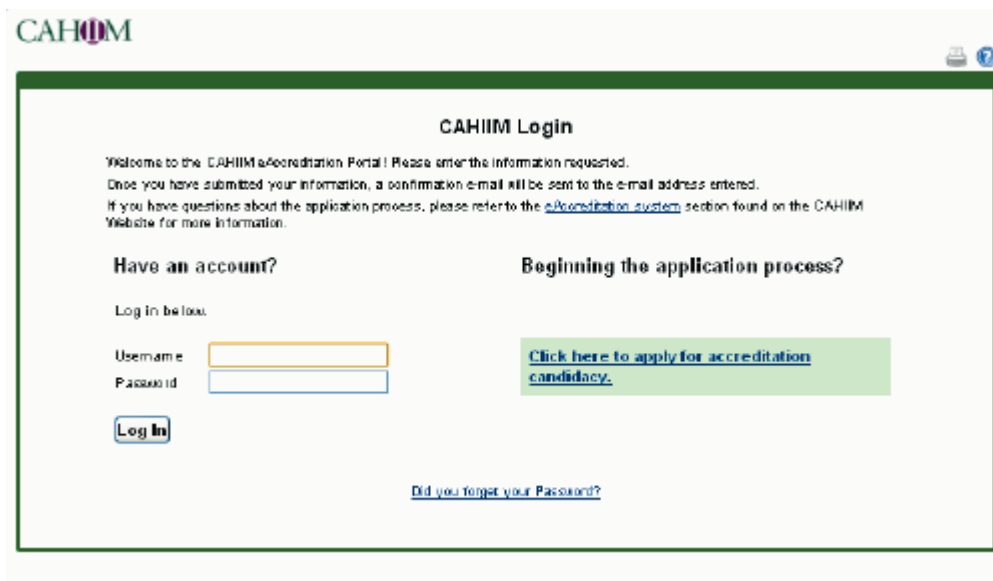 CAHIIM
CAHIIM Login
Welcome to the CAHIIM eAccreditation Portal! Please enter the information requested.
Once you have submitted your information, a confirmation e-mail will be sent to the e-mail address entered.
If you have questions about the application process, please refer to the eAccreditation system section found on the CAHIIM
Website for more information.
Have an account?
Beginning the application process?
Log in below.
Username
Click here to apply for accreditation
candidacy.
Password
Log In
Did you forget your Password?